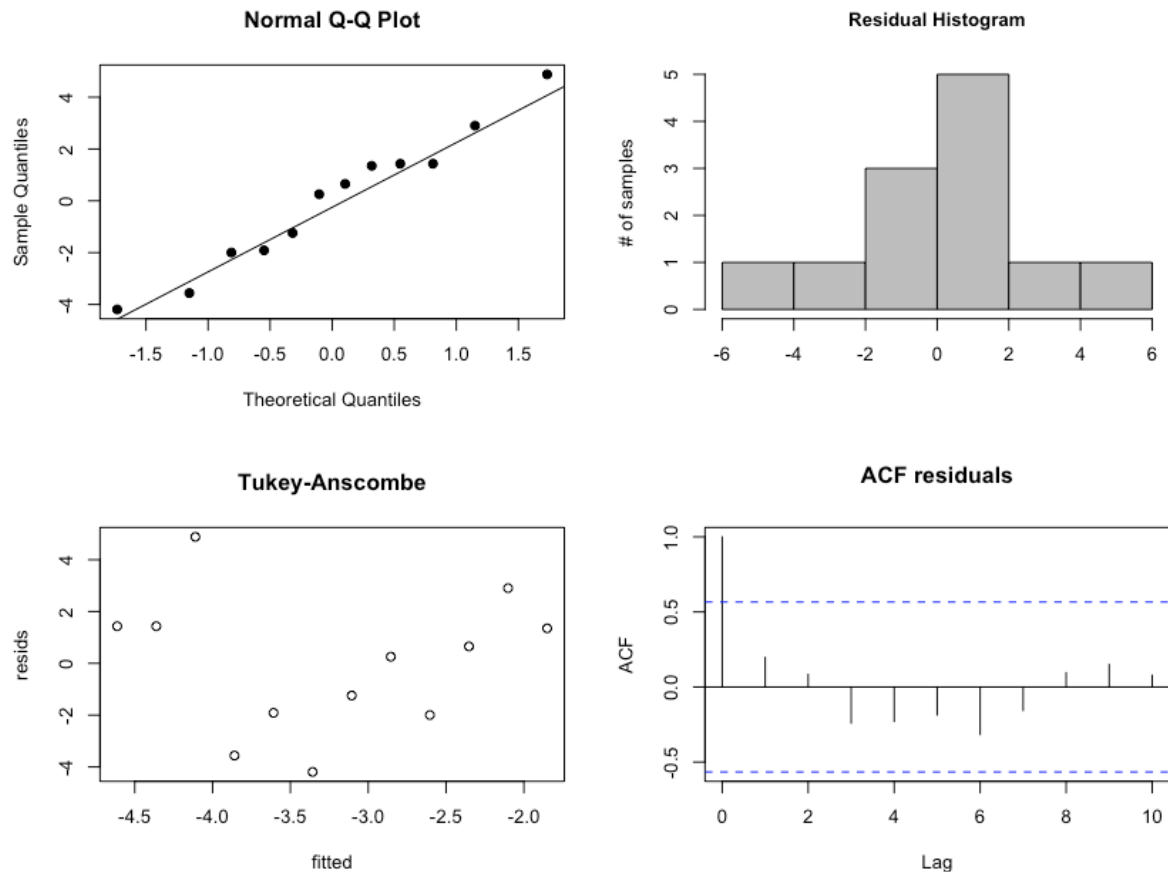 Normal Q-Q Plot
Sample Quantiles
4
2
0
-2
-4
-1.5 -1.0 -0.5 0.0 0.5 1.0 1.5
Theoretical Quantiles
Residual Histogram
# of samples
5
4
3
2
1
0
-6 -4 -2 0 2 4 6
Tukey-Anscombe
resids
4
2
0
-2
-4
-4.5 -4.0 -3.5 -3.0 -2.5 -2.0
fitted
ACF residuals
ACF
1.0
0.5
0.0
-0.5
0 2 4 6 8 10
Lag